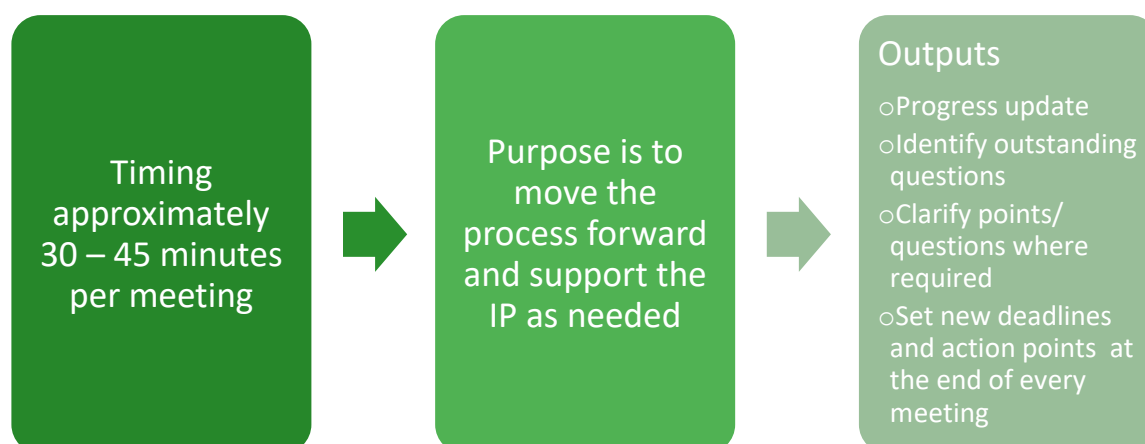 Timing
approximately
30 – 45 minutes
per meeting
Purpose is to
move the
process forward
and support the
IP as needed
Outputs
oProgress update
oIdentify outstanding
questions
oClarify points/
questions where
required
oSet new deadlines
and action points  at
the end of every
meeting